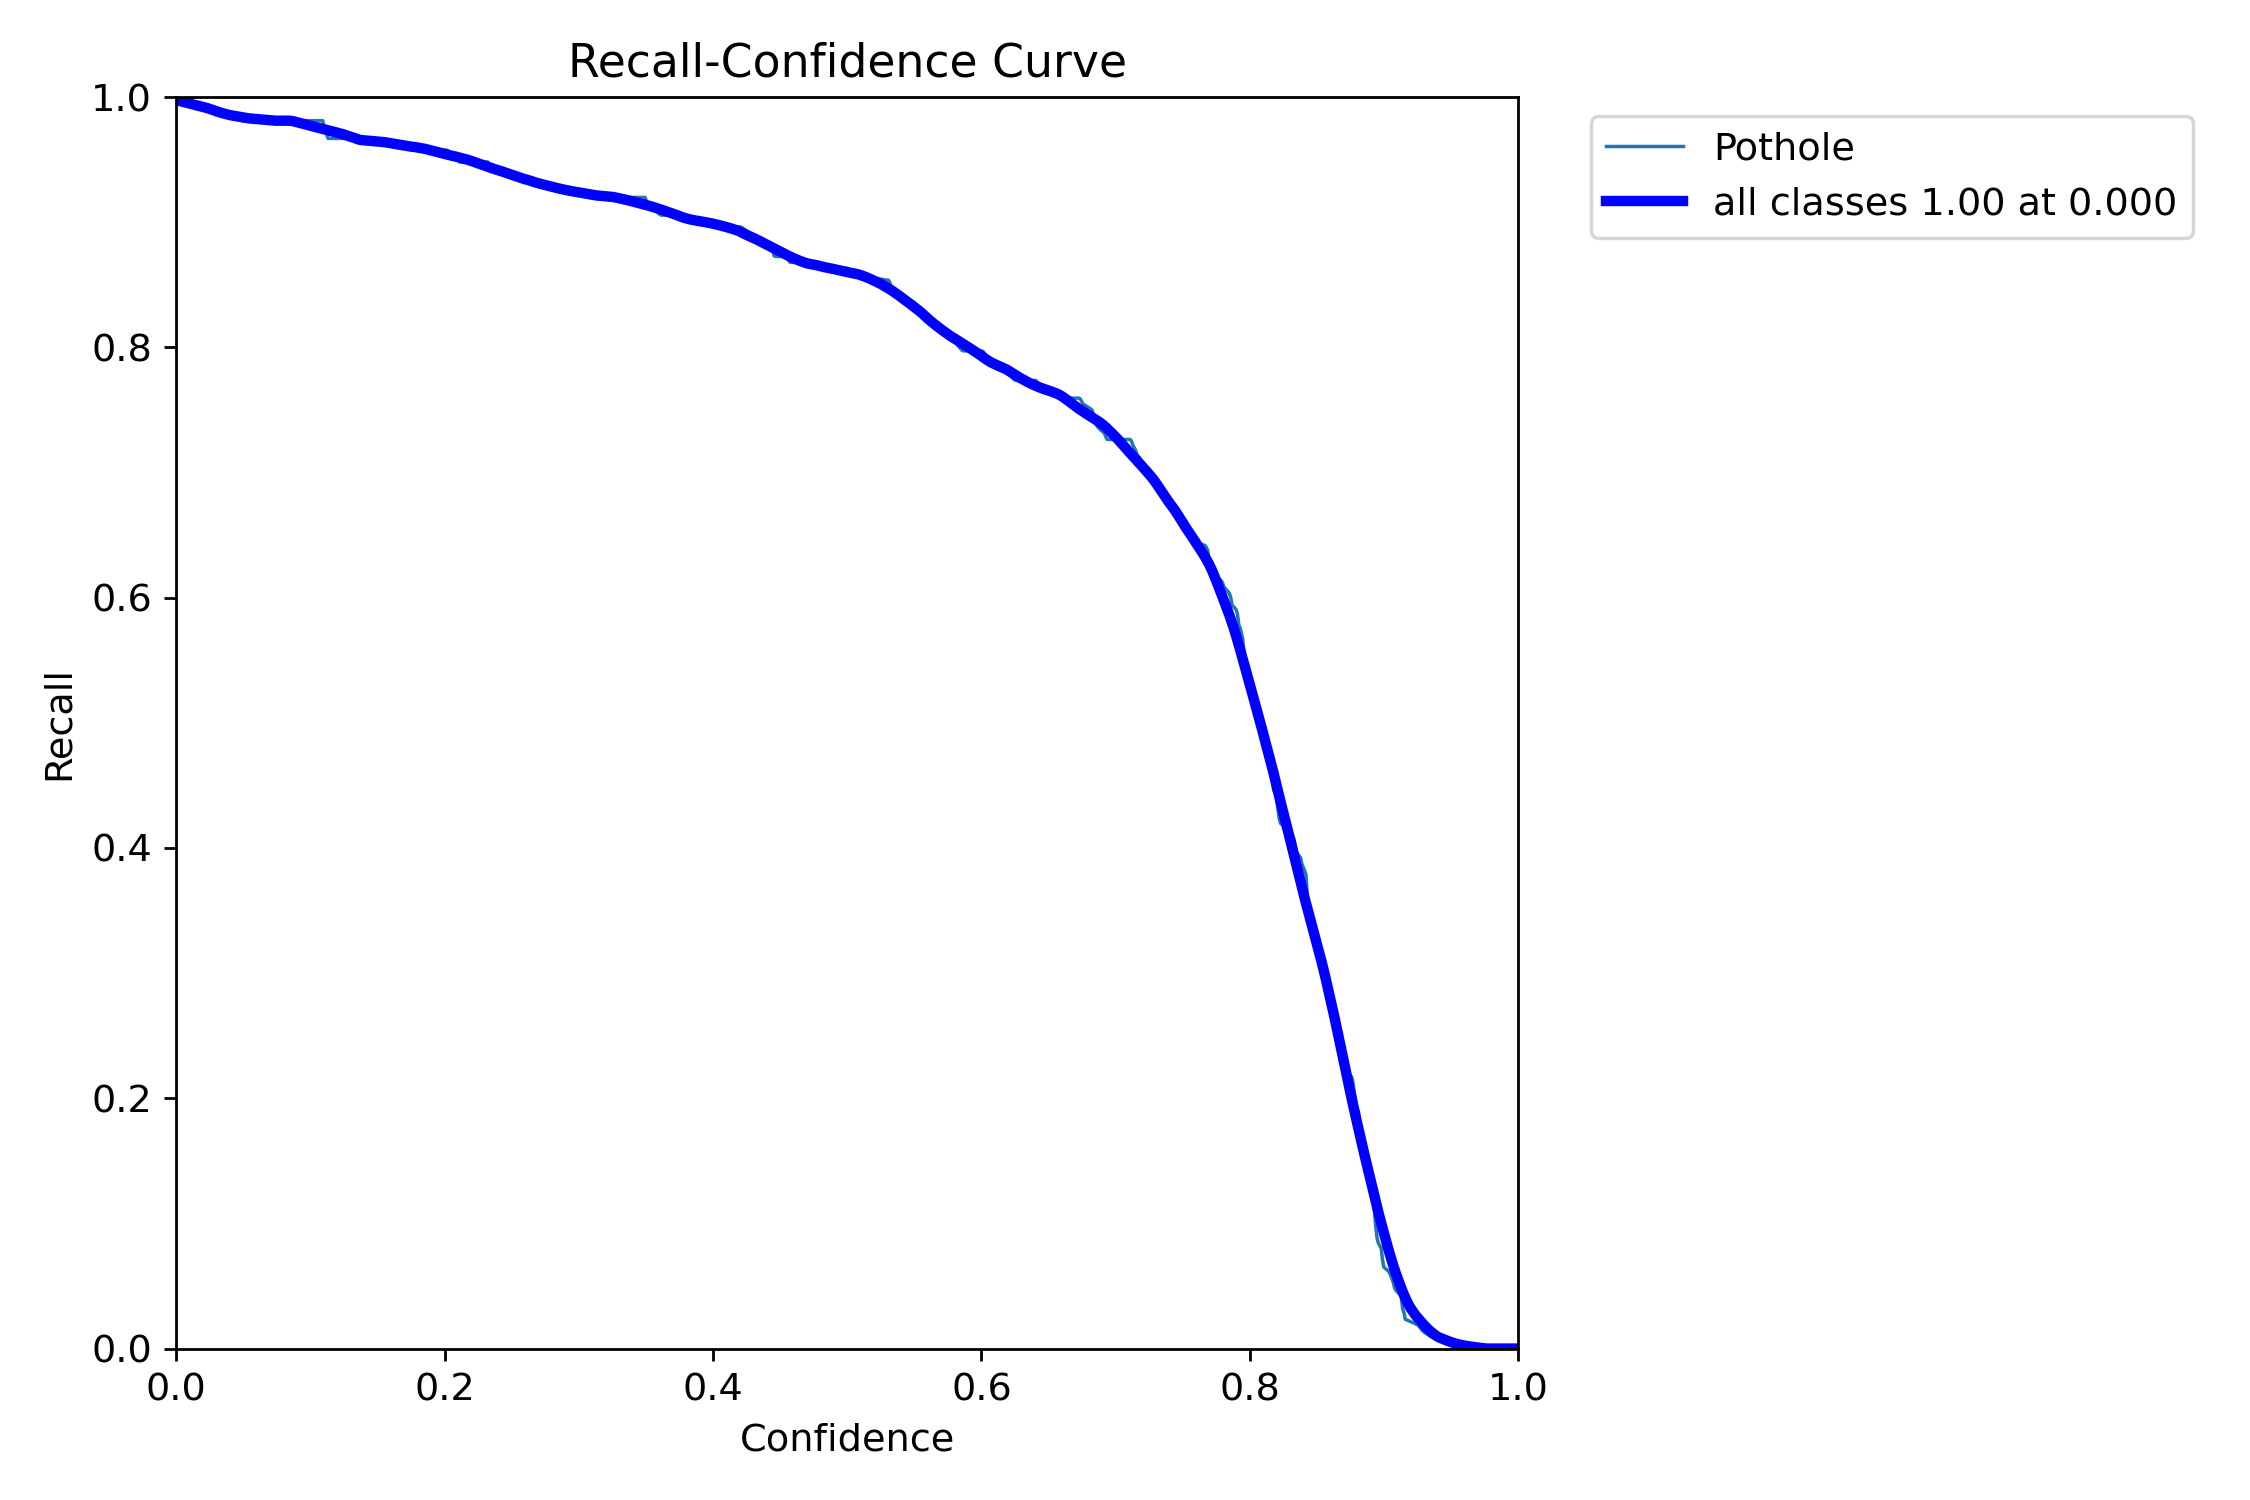 Recall-Confidence Curve
1.0
0.8
0.6
0.4
0.2
0.0
Recall
0.0 0.2 0.4 0.6 0.8 1.0
Confidence
Pothole
all classes 1.00 at 0.000